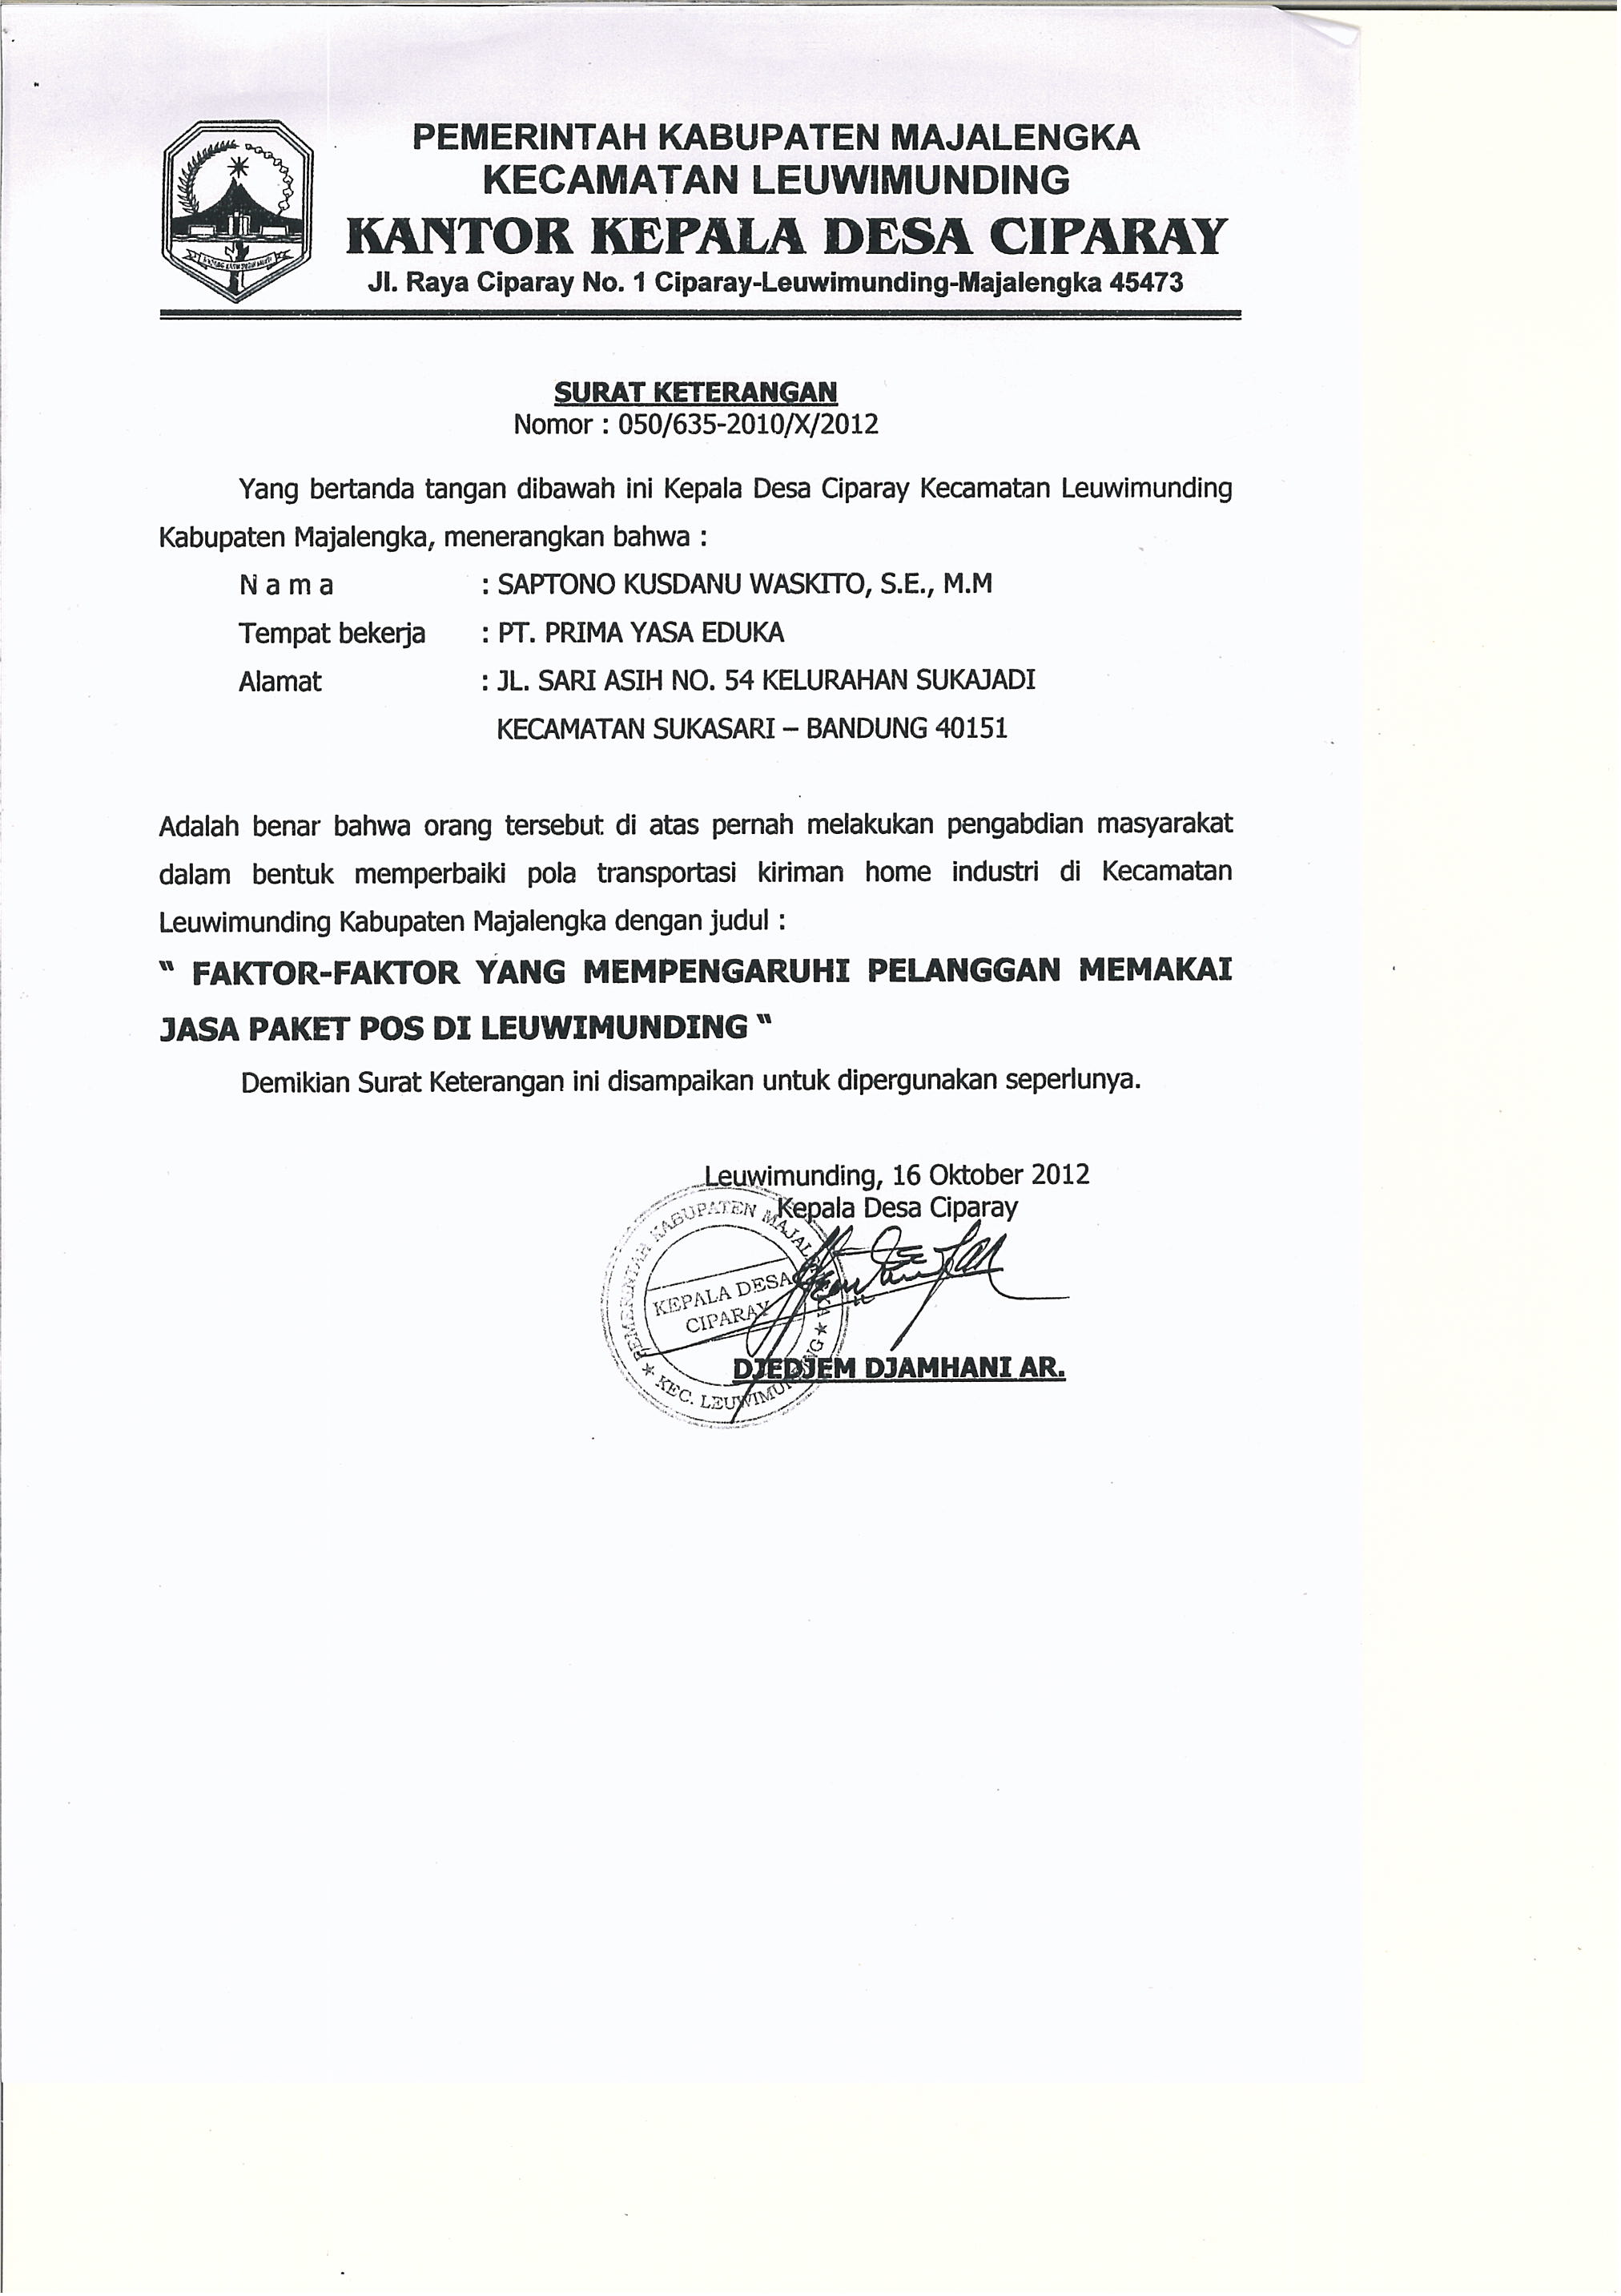 PEMERINTAH KABUPATEN MAJALENGKA
KECAMATAN LEUWIMUNDING
KANTOR KEPALA DESA CIPARAY
Jl. Raya Ciparay No. 1 Ciparay-Leuwimunding-Majalengka 45473
SURAT KETERANGAN
Nomor : 050/635-2010/X/2012
Yang bertanda tangan dibawah ini Kepala Desa Ciparay Kecamatan Leuwimunding
Kabupaten Majalengka, menerangkan bahwa :
N a m a : SAPTONO KUSDANU WASKITO, S.E., M.M
Tempat bekerja : PT. PRIMA YASA EDUKA
Alamat : JL. SARI ASIH NO. 54 KELURAHAN SUKAJADI
KECAMATAN SUKASARI – BANDUNG 40151
Adalah benar bahwa orang tersebut di atas pernah melakukan pengabdian masyarakat
dalam bentuk memperbaiki pola transportasi kiriman home industri di Kecamatan
Leuwimunding Kabupaten Majalengka dengan judul :
“ FAKTOR-FAKTOR YANG MEMPENGARUHI PELANGGAN MEMAKAI
JASA PAKET POS DI LEUWIMUNDING “
Demikian Surat Keterangan ini disampaikan untuk dipergunakan seperlunya.
Leuwimunding, 16 Oktober 2012
Kepala Desa Ciparay
PEMERINTAH KABUPATEN MAJALENGKA
KEPALA DESA
CIPARAY
KEC. LEUWIMUNDING
DJEDJEM DJAMHANI AR.